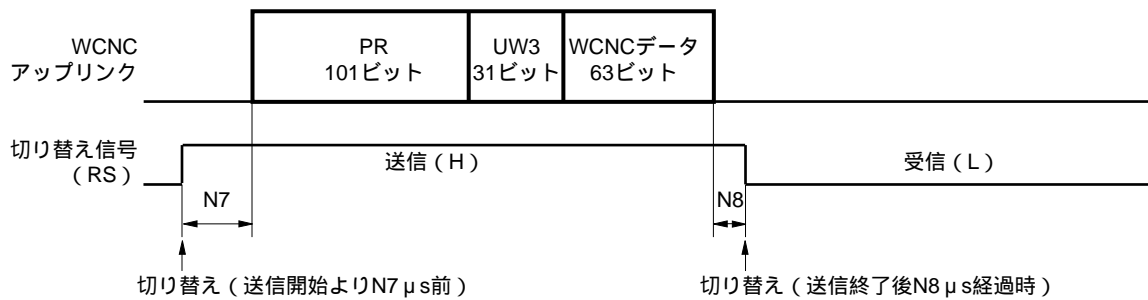 WCNC
アップリンク
PR
101ビット
UW3
31ビット
WCNCデータ
63ビット
切り替え信号
（RS）
送信（H）
受信（L）
N7
N8
切り替え（送信開始よりN7 μs前）
切り替え（送信終了後N8 μs経過時）